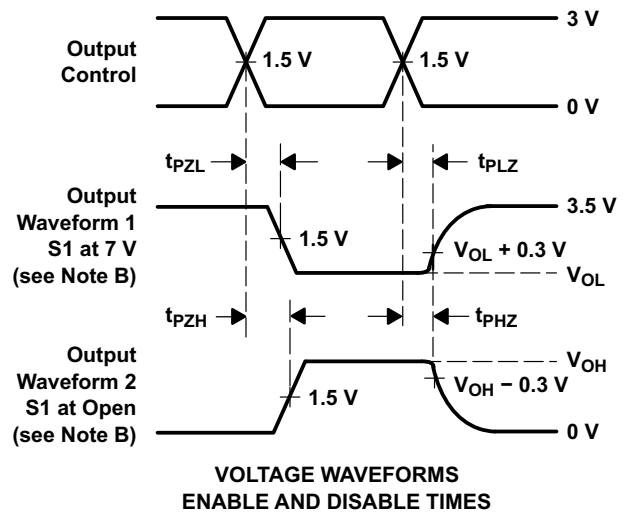 3 V
Output
Control
1.5 V
1.5 V
0 V
tPZL
tPLZ
Output
Waveform 1
S1 at 7 V
(see Note B)
3.5 V
1.5 V
VOL + 0.3 V
VOL
tPZH
tPHZ
Output
Waveform 2
S1 at Open
(see Note B)
VOH
VOH − 0.3 V
1.5 V
0 V
VOLTAGE WAVEFORMS
ENABLE AND DISABLE TIMES